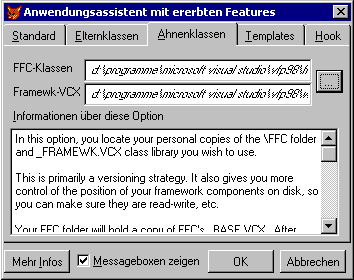 Anwendungsassistent mit ererbten Features
Standard Elternklassen Ahnenklassen Templates Hook
FFC-Klassen d:\programme\microsoft visual studio\vfp98\
Framewk-VCX d:\programme\microsoft visual studio\vfp98\
Informationen über diese Option
In this option, you locate your personal copies of the \FFC folder
and _FRAMEWK.VCX class library you wish to use.
This is primarily a versioning strategy. It also gives you more
control of the position of your framework components on disk, so
you can make sure they are read-write, etc.
Your FFC folder will hold a copy of FFC's _BASE.VCX. After
Mehr Infos Messageboxen zeigen OK Abbrechen